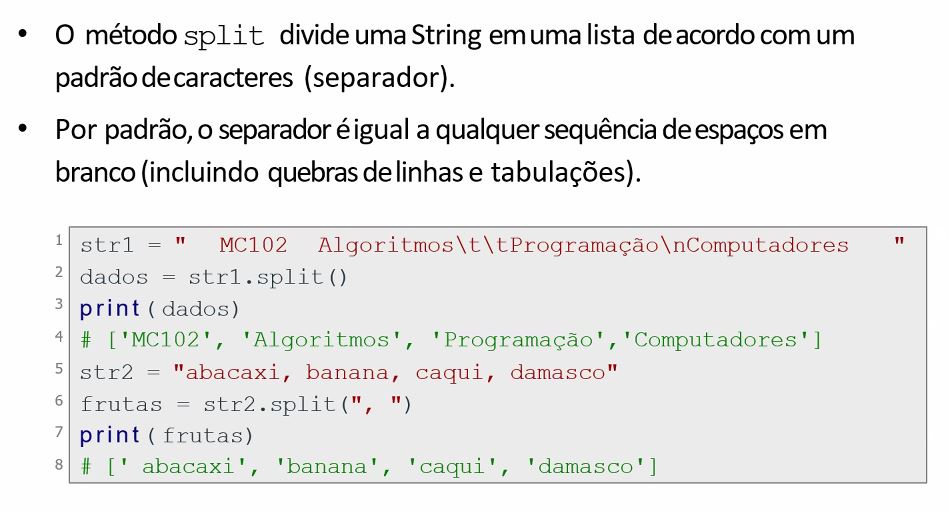 • O método split divide uma String em uma lista de acordo com um
padrão de caracteres (separador).
• Por padrão, o separador é igual a qualquer sequência de espaços em
branco (incluindo quebras de linhas e tabulações).
1 str1 = "  MC102  Algoritmos\t\tProgramação\nComputadores   "
2 dados = str1.split()
3 print(dados)
4 # ['MC102', 'Algoritmos', 'Programação','Computadores']
5 str2 = "abacaxi, banana, caqui, damasco"
6 frutas = str2.split(", ")
7 print(frutas)
8 # [' abacaxi', 'banana', 'caqui', 'damasco']